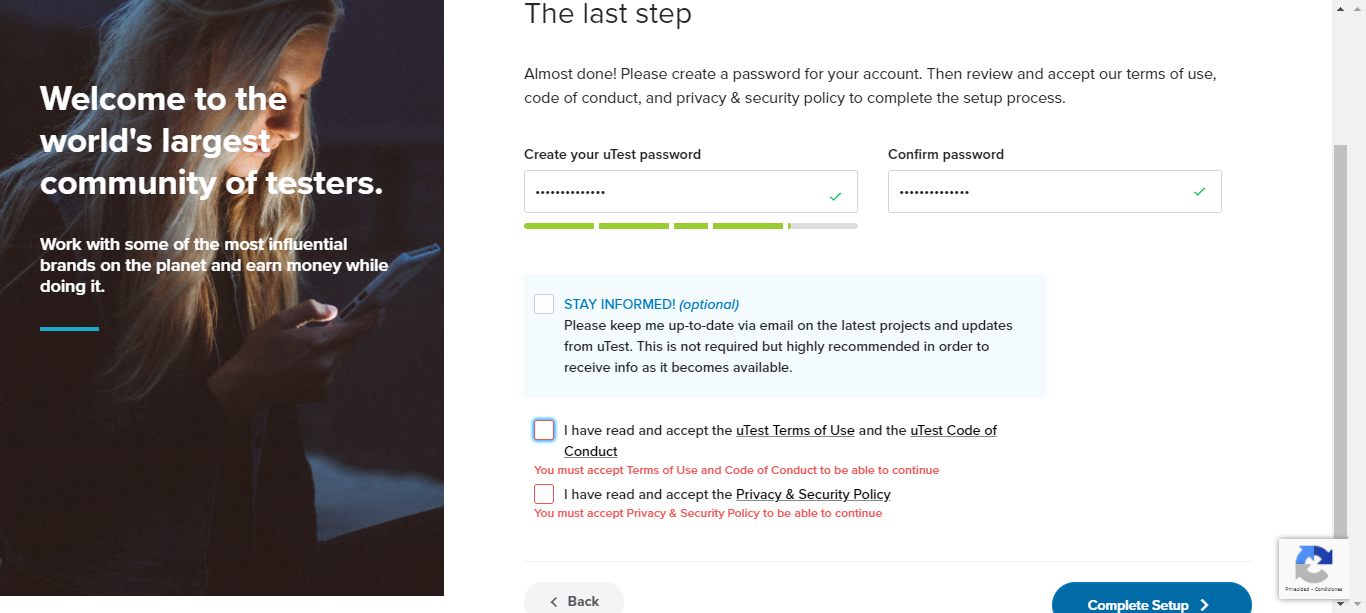 The last step
Welcome to the
world's largest
community of testers.
Work with some of the most influential
brands on the planet and earn money while
doing it.
Almost done! Please create a password for your account. Then review and accept our terms of use,
code of conduct, and privacy & security policy to complete the setup process.
Create your uTest password
Confirm password
••••••••••••••
••••••••••••••
STAY INFORMED! (optional)
Please keep me up-to-date via email on the latest projects and updates
from uTest. This is not required but highly recommended in order to
receive info as it becomes available.
I have read and accept the uTest Terms of Use and the uTest Code of
Conduct
You must accept Terms of Use and Code of Conduct to be able to continue
I have read and accept the Privacy & Security Policy
You must accept Privacy & Security Policy to be able to continue
Back
Complete Setup
Privacidad - Condiciones